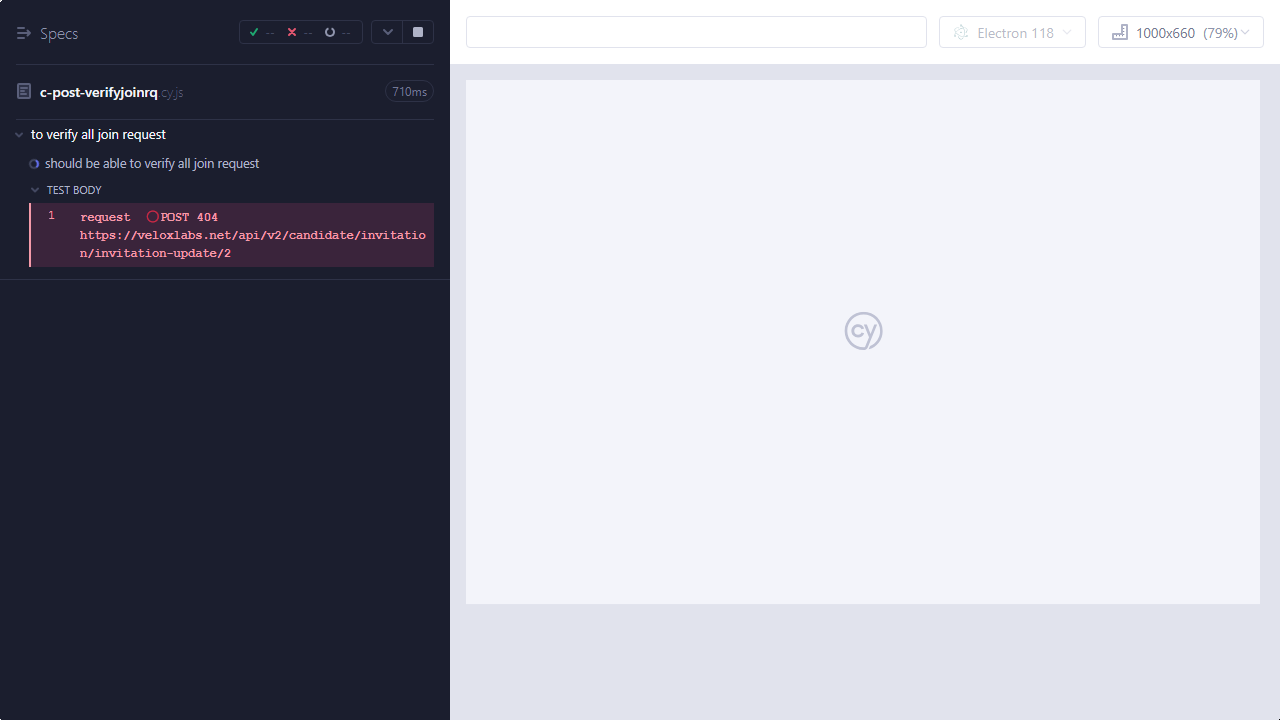 Specs
-- -- --
c-post-verifyjoinrq.cy.js
710ms
to verify all join request
should be able to verify all join request
TEST BODY
1 request POST 404
https://veloxlabs.net/api/v2/candidate/invitatio
n/invitation-update/2
Electron 118
1000x660 (79%)
cy